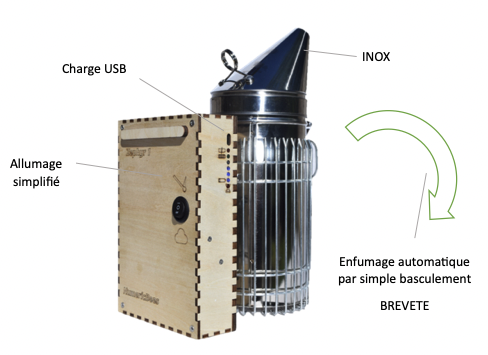 INOX
Charge USB
Allumage
simplifié
Enfumage automatique
par simple basculement
BREVETE